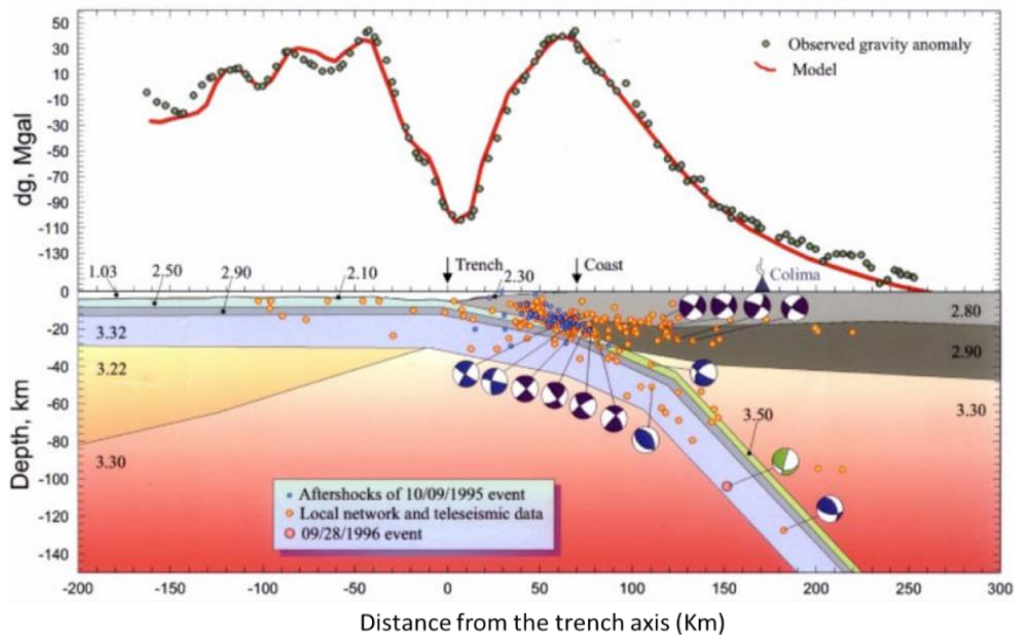 50
30
10
-10
-30
-50
-70
-90
-110
-130
dg, Mgal
Observed gravity anomaly
Model
Trench
Coast
Colima
1.03
2.50
2.90
2.10
2.30
0
-20
-40
-60
-80
-100
-120
-140
Depth, km
3.32
3.22
3.30
2.80
2.90
3.30
3.50
Aftershocks of 10/09/1995 event
Local network and teleseismic data
09/28/1996 event
-200 -150 -100 -50 0 50 100 150 200 250 300
Distance from the trench axis (Km)